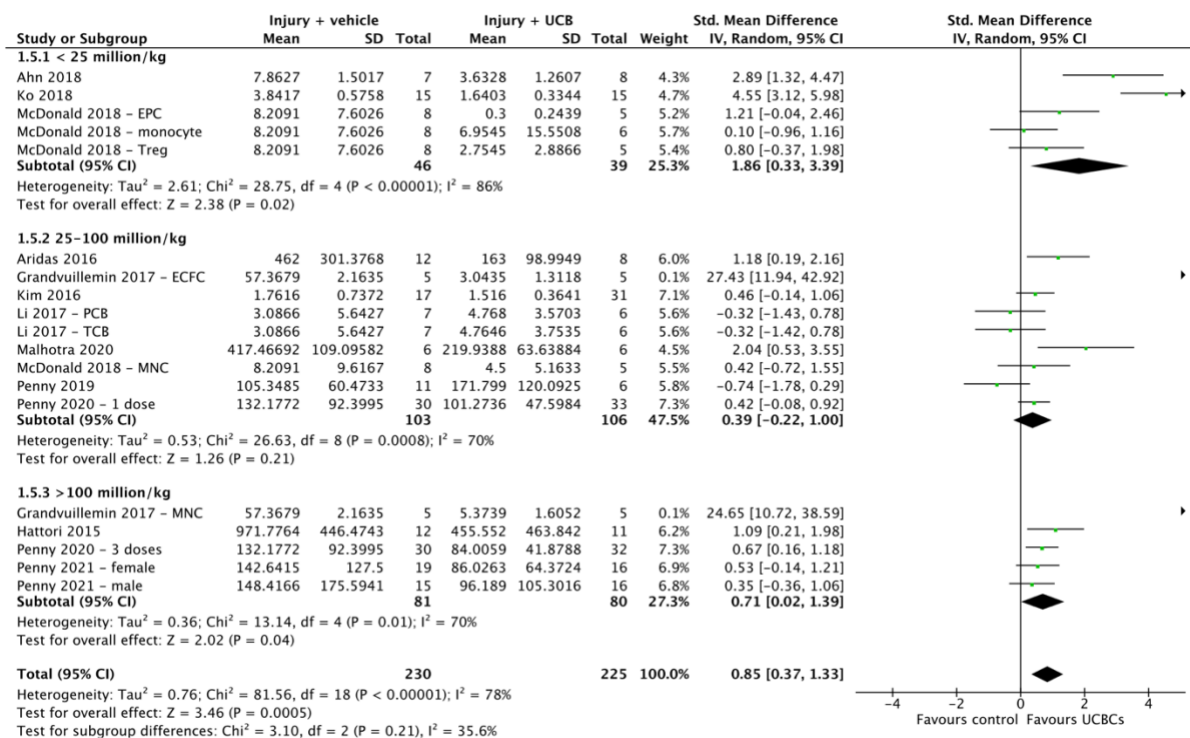 Injury + vehicle Injury + UCB Std. Mean Difference Std. Mean Difference
Study or Subgroup Mean SD Total Mean SD Total Weight IV, Random, 95% CI IV, Random, 95% CI
1.5.1 < 25 million/kg
Ahn 2018 7.8627 1.5017 7 3.6328 1.2607 8 4.3% 2.89 [1.32, 4.47]
Ko 2018 3.8417 0.5758 15 1.6403 0.3344 15 4.7% 4.55 [3.12, 5.98]
McDonald 2018 – EPC 8.2091 7.6026 8 0.3 0.2439 5 5.2% 1.21 [-0.04, 2.46]
McDonald 2018 – monocyte 8.2091 7.6026 8 6.9545 15.5508 6 5.7% 0.10 [-0.96, 1.16]
McDonald 2018 – Treg 8.2091 7.6026 8 2.7545 2.8866 5 5.4% 0.80 [-0.37, 1.98]
Subtotal (95% CI) 46 39 25.3% 1.86 [0.33, 3.39]
Heterogeneity: Tau² = 2.61; Chi² = 28.75, df = 4 (P < 0.00001); I² = 86%
Test for overall effect: Z = 2.38 (P = 0.02)
1.5.2 25–100 million/kg
Aridas 2016 462 301.3768 12 163 98.9949 8 6.0% 1.18 [0.19, 2.16]
Grandvuillemin 2017 – ECFC 57.3679 2.1635 5 3.0435 1.3118 5 0.1% 27.43 [11.94, 42.92]
Kim 2016 1.7616 0.7372 17 1.516 0.3641 31 7.1% 0.46 [-0.14, 1.06]
Li 2017 – PCB 3.0866 5.6427 7 4.768 3.5703 6 5.6% -0.32 [-1.43, 0.78]
Li 2017 – TCB 3.0866 5.6427 7 4.7646 3.7535 6 5.6% -0.32 [-1.42, 0.78]
Malhotra 2020 417.46692 109.09582 6 219.9388 63.63884 6 4.5% 2.04 [0.53, 3.55]
McDonald 2018 – MNC 8.2091 9.6167 8 4.5 5.1633 5 5.5% 0.42 [-0.72, 1.55]
Penny 2019 105.3485 60.4733 11 171.799 120.0925 6 5.8% -0.74 [-1.78, 0.29]
Penny 2020 – 1 dose 132.1772 92.3995 30 101.2736 47.5984 33 7.3% 0.42 [-0.08, 0.92]
Subtotal (95% CI) 103 106 47.5% 0.39 [-0.22, 1.00]
Heterogeneity: Tau² = 0.53; Chi² = 26.63, df = 8 (P = 0.0008); I² = 70%
Test for overall effect: Z = 1.26 (P = 0.21)
1.5.3 >100 million/kg
Grandvuillemin 2017 – MNC 57.3679 2.1635 5 5.3739 1.6052 5 0.1% 24.65 [10.72, 38.59]
Hattori 2015 971.7764 446.4743 12 455.552 463.842 11 6.2% 1.09 [0.21, 1.98]
Penny 2020 – 3 doses 132.1772 92.3995 30 84.0059 41.8788 32 7.3% 0.67 [0.16, 1.18]
Penny 2021 – female 142.6415 127.5 19 86.0263 64.3724 16 6.9% 0.53 [-0.14, 1.21]
Penny 2021 – male 148.4166 175.5941 15 96.189 105.3016 16 6.8% 0.35 [-0.36, 1.06]
Subtotal (95% CI) 81 80 27.3% 0.71 [0.02, 1.39]
Heterogeneity: Tau² = 0.36; Chi² = 13.14, df = 4 (P = 0.01); I² = 70%
Test for overall effect: Z = 2.02 (P = 0.04)
Total (95% CI) 230 225 100.0% 0.85 [0.37, 1.33]
Heterogeneity: Tau² = 0.76; Chi² = 81.56, df = 18 (P < 0.00001); I² = 78%
Test for overall effect: Z = 3.46 (P = 0.0005)
Test for subgroup differences: Chi² = 3.10, df = 2 (P = 0.21), I² = 35.6%
-4 -2 0 2 4
Favours control Favours UCBCs